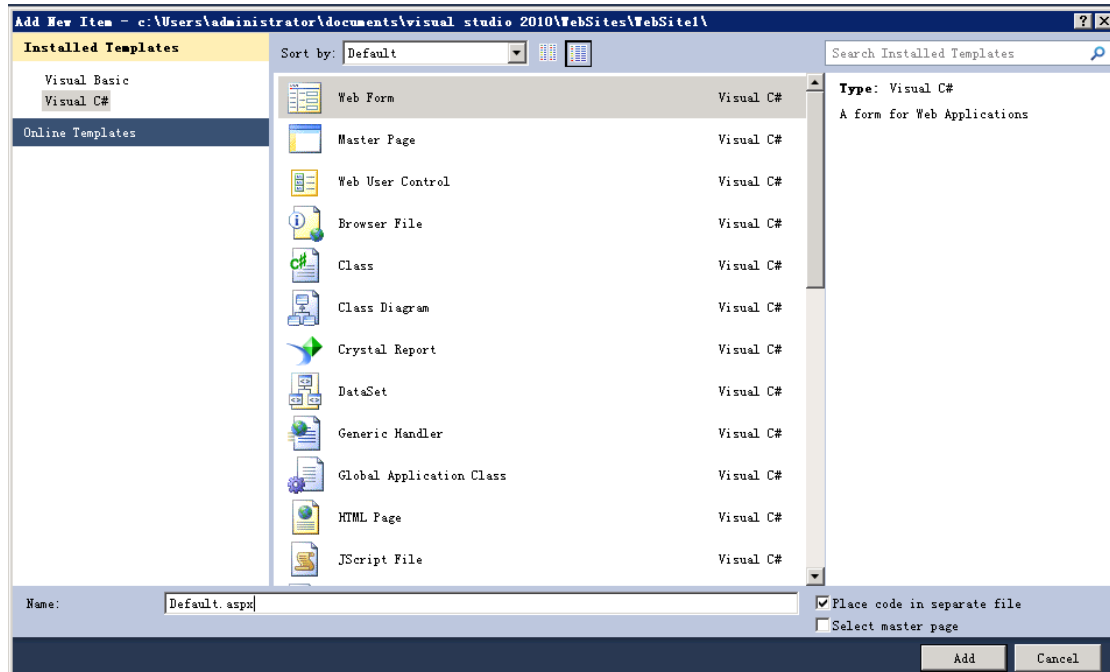 Add New Item - c:\Users\administrator\documents\visual studio 2010\WebSites\WebSite1\
Installed Templates
Visual Basic
Visual C#
Online Templates
Sort by: Default
Search Installed Templates
Web Form Visual C#
Master Page Visual C#
Web User Control Visual C#
Browser File Visual C#
Class Visual C#
Class Diagram Visual C#
Crystal Report Visual C#
DataSet Visual C#
Generic Handler Visual C#
Global Application Class Visual C#
HTML Page Visual C#
JScript File Visual C#
Type: Visual C#
A form for Web Applications
Name: Default.aspx
Place code in separate file
Select master page
Add Cancel